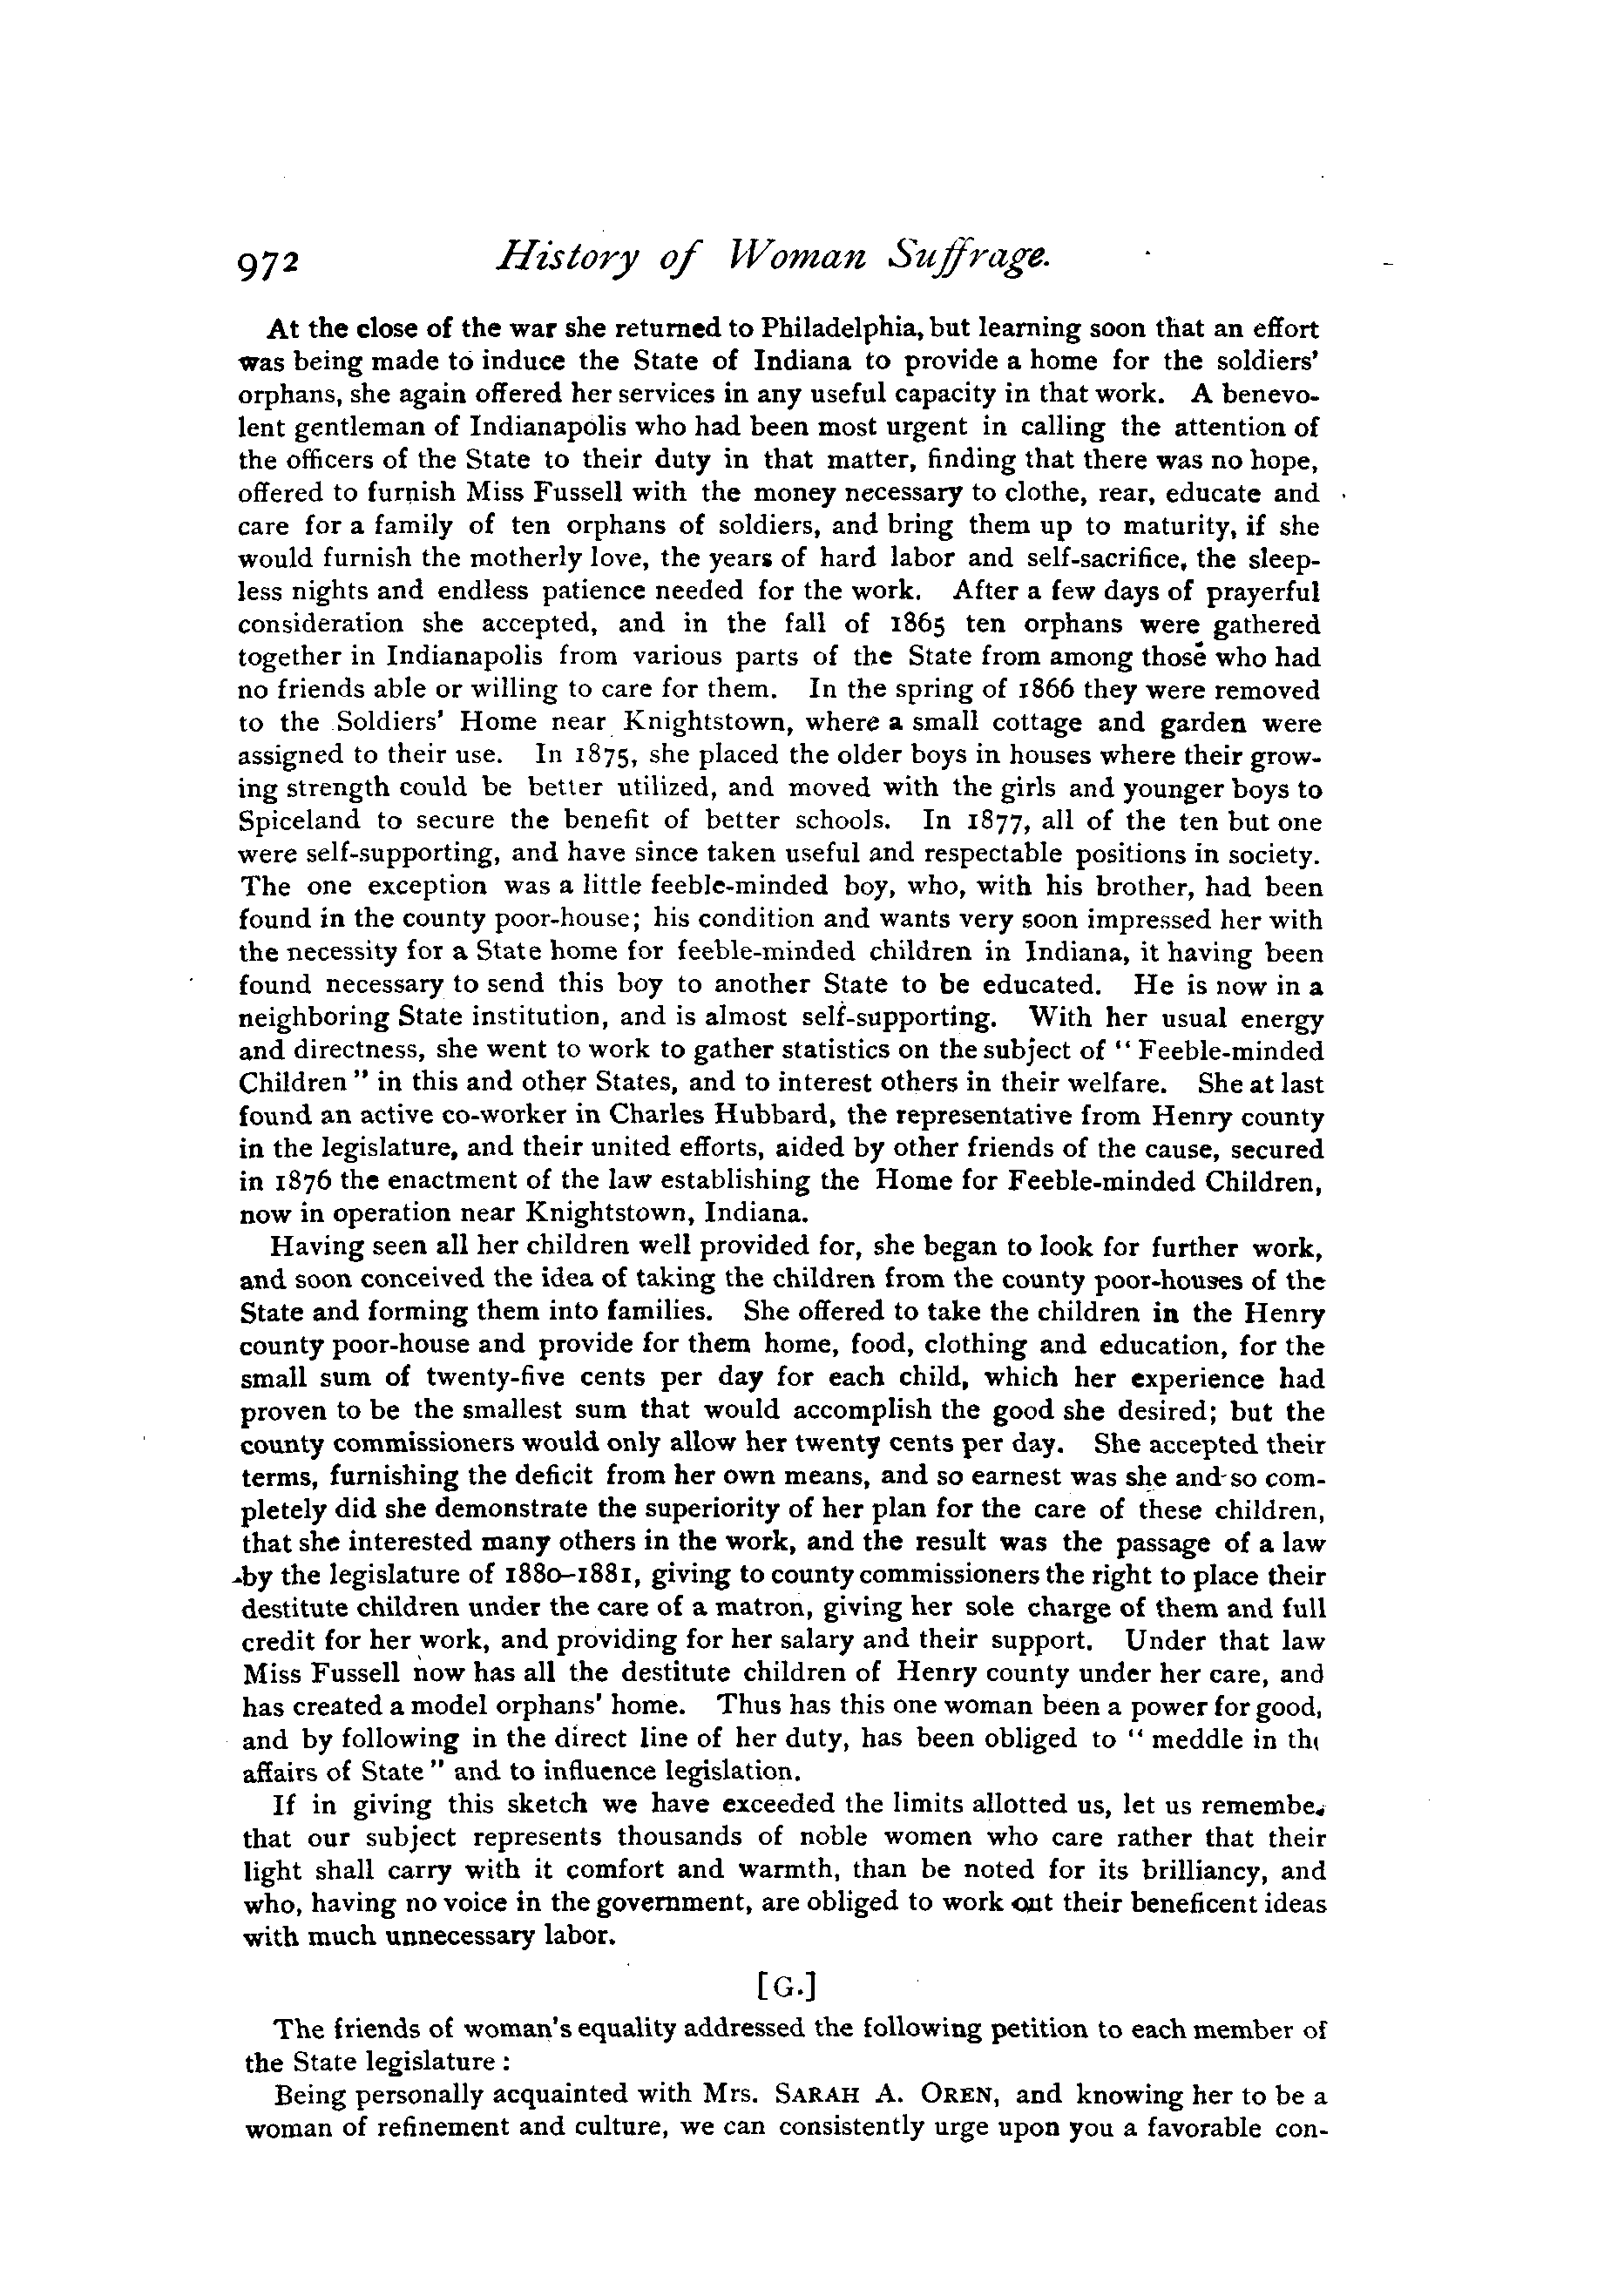 972 History of Woman Suffrage.
At the close of the war she returned to Philadelphia, but learning soon that an effort
was being made to induce the State of Indiana to provide a home for the soldiers'
orphans, she again offered her services in any useful capacity in that work. A benevo-
lent gentleman of Indianapolis who had been most urgent in calling the attention of
the officers of the State to their duty in that matter, finding that there was no hope,
offered to furnish Miss Fussell with the money necessary to clothe, rear, educate and
care for a family of ten orphans of soldiers, and bring them up to maturity, if she
would furnish the motherly love, the years of hard labor and self-sacrifice, the sleep-
less nights and endless patience needed for the work. After a few days of prayerful
consideration she accepted, and in the fall of 1865 ten orphans were gathered
together in Indianapolis from various parts of the State from among those who had
no friends able or willing to care for them. In the spring of 1866 they were removed
to the Soldiers' Home near Knightstown, where a small cottage and garden were
assigned to their use. In 1875, she placed the older boys in houses where their grow-
ing strength could be better utilized, and moved with the girls and younger boys to
Spiceland to secure the benefit of better schools. In 1877, all of the ten but one
were self-supporting, and have since taken useful and respectable positions in society.
The one exception was a little feeble-minded boy, who, with his brother, had been
found in the county poor-house; his condition and wants very soon impressed her with
the necessity for a State home for feeble-minded children in Indiana, it having been
found necessary to send this boy to another State to be educated. He is now in a
neighboring State institution, and is almost self-supporting. With her usual energy
and directness, she went to work to gather statistics on the subject of "Feeble-minded
Children" in this and other States, and to interest others in their welfare. She at last
found an active co-worker in Charles Hubbard, the representative from Henry county
in the legislature, and their united efforts, aided by other friends of the cause, secured
in 1876 the enactment of the law establishing the Home for Feeble-minded Children,
now in operation near Knightstown, Indiana.
Having seen all her children well provided for, she began to look for further work,
and soon conceived the idea of taking the children from the county poor-houses of the
State and forming them into families. She offered to take the children in the Henry
county poor-house and provide for them home, food, clothing and education, for the
small sum of twenty-five cents per day for each child, which her experience had
proven to be the smallest sum that would accomplish the good she desired; but the
county commissioners would only allow her twenty cents per day. She accepted their
terms, furnishing the deficit from her own means, and so earnest was she and so com-
pletely did she demonstrate the superiority of her plan for the care of these children,
that she interested many others in the work, and the result was the passage of a law
by the legislature of 1880–1881, giving to county commissioners the right to place their
destitute children under the care of a matron, giving her sole charge of them and full
credit for her work, and providing for her salary and their support. Under that law
Miss Fussell now has all the destitute children of Henry county under her care, and
has created a model orphans' home. Thus has this one woman been a power for good,
and by following in the direct line of her duty, has been obliged to "meddle in the
affairs of State" and to influence legislation.
If in giving this sketch we have exceeded the limits allotted us, let us remember
that our subject represents thousands of noble women who care rather that their
light shall carry with it comfort and warmth, than be noted for its brilliancy, and
who, having no voice in the government, are obliged to work out their beneficent ideas
with much unnecessary labor.
[G.]
The friends of woman's equality addressed the following petition to each member of
the State legislature:
Being personally acquainted with Mrs. SARAH A. OREN, and knowing her to be a
woman of refinement and culture, we can consistently urge upon you a favorable con-